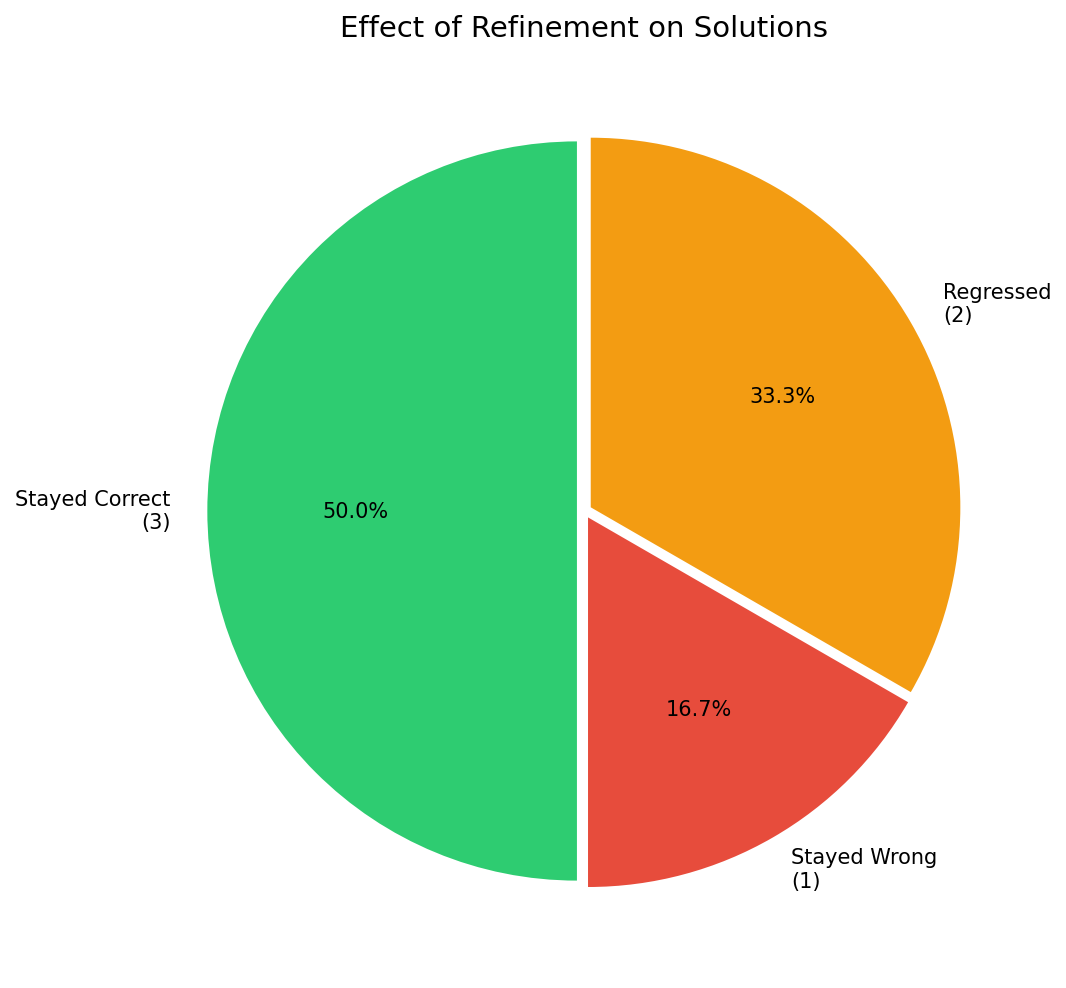 Effect of Refinement on Solutions
Regressed
(2)
33.3%
Stayed Correct
(3)
50.0%
16.7%
Stayed Wrong
(1)